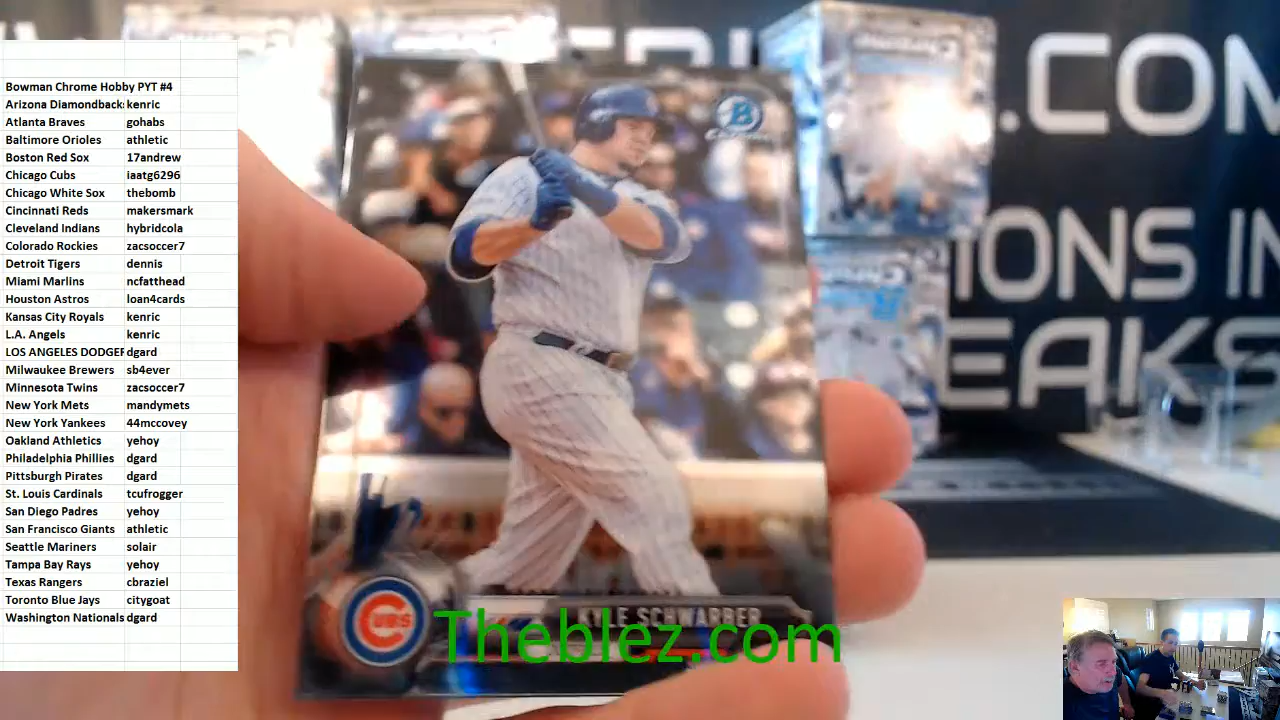 Bowman Chrome Hobby PYT #4
Arizona Diamondback kenric
Atlanta Braves gohabs
Baltimore Orioles athletic
Boston Red Sox 17andrew
Chicago Cubs iaatg6296
Chicago White Sox thebomb
Cincinnati Reds makersmark
Cleveland Indians hybridcola
Colorado Rockies zacsoccer7
Detroit Tigers dennis
Miami Marlins ncfatthead
Houston Astros loan4cards
Kansas City Royals kenric
L.A. Angels kenric
LOS ANGELES DODGER dgard
Milwaukee Brewers sb4ever
Minnesota Twins zacsoccer7
New York Mets mandymets
New York Yankees 44mccovey
Oakland Athletics yehoy
Philadelphia Phillies dgard
Pittsburgh Pirates dgard
St. Louis Cardinals tcufrogger
San Diego Padres yehoy
San Francisco Giants athletic
Seattle Mariners solair
Tampa Bay Rays yehoy
Texas Rangers cbraziel
Toronto Blue Jays citygoat
Washington Nationals dgard
B
CHROME
KYLE SCHWARBER
CUBS
Theblez.com
.COM
IONS IN
EAKS
Chrome